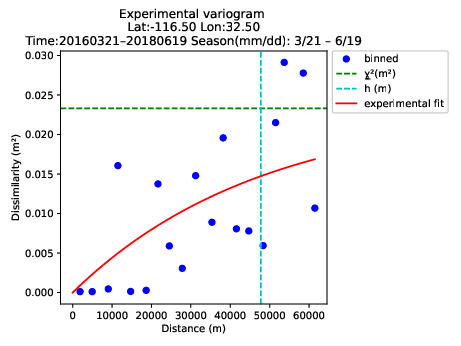 Experimental variogram
Lat:-116.50 Lon:32.50
Time:20160321–20180619 Season(mm/dd): 3/21 – 6/19
0.030
0.025
0.020
0.015
0.010
0.005
0.000
Dissimilarity (m²)
0 10000 20000 30000 40000 50000 60000
Distance (m)
binned
χ²(m²)
h (m)
experimental fit